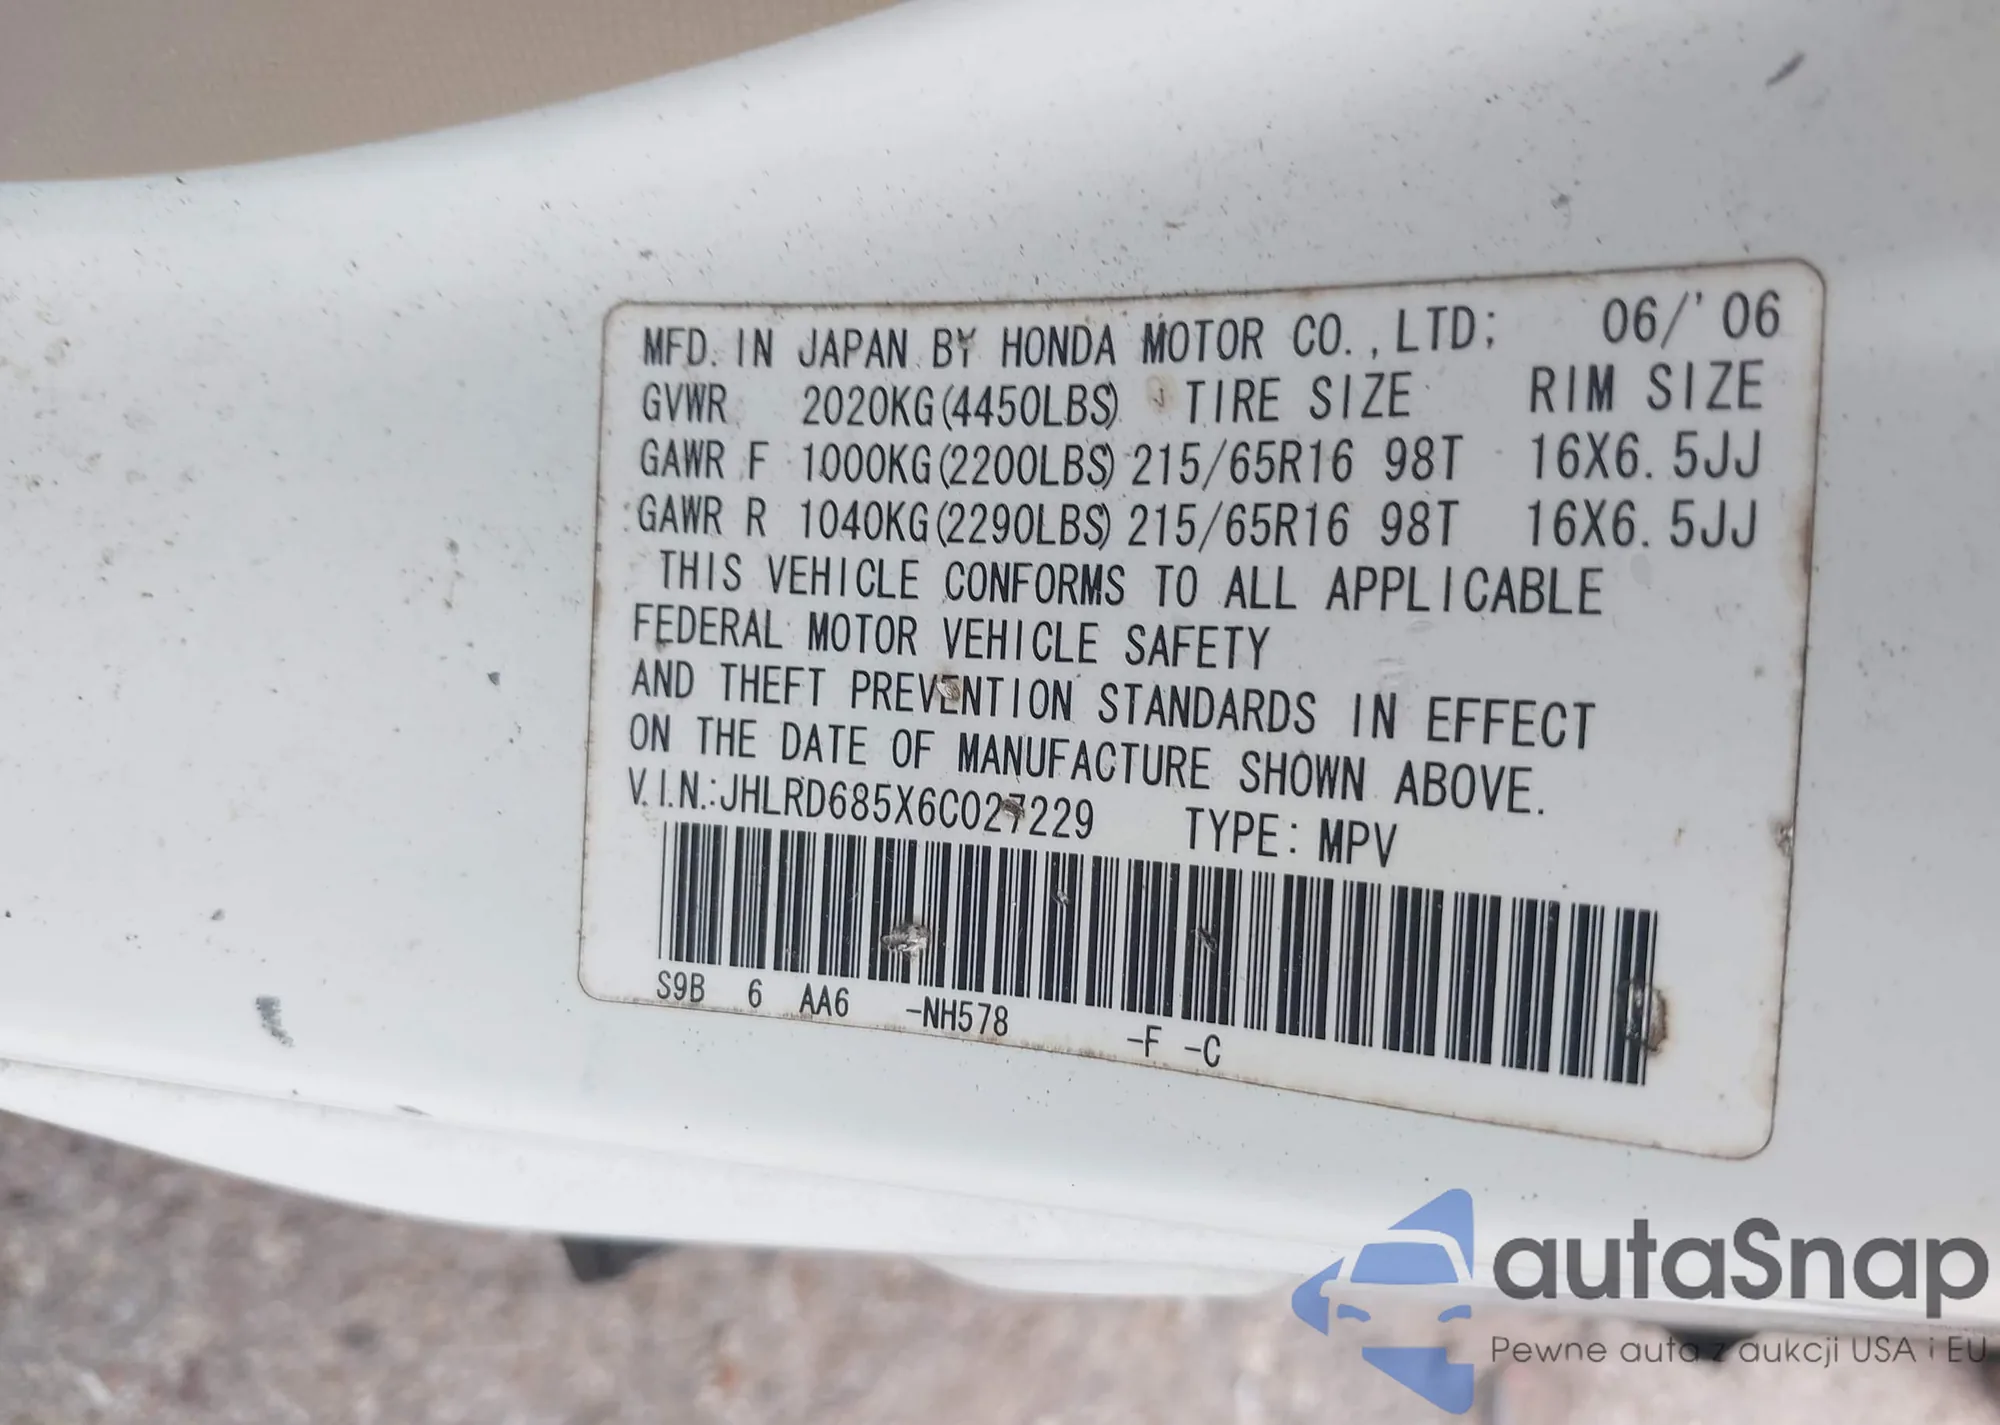 MFD. IN JAPAN BY HONDA MOTOR CO., LTD; 06/'06
GVWR 2020KG(4450LBS) TIRE SIZE RIM SIZE
GAWR F 1000KG(2200LBS) 215/65R16 98T 16X6.5JJ
GAWR R 1040KG(2290LBS) 215/65R16 98T 16X6.5JJ
THIS VEHICLE CONFORMS TO ALL APPLICABLE
FEDERAL MOTOR VEHICLE SAFETY
AND THEFT PREVENTION STANDARDS IN EFFECT
ON THE DATE OF MANUFACTURE SHOWN ABOVE.
V.I.N.:JHLRD685X6C027229 TYPE: MPV
S9B 6 AA6 -NH578 -F -C
autaSnap
Pewne auta z aukcji USA i EU